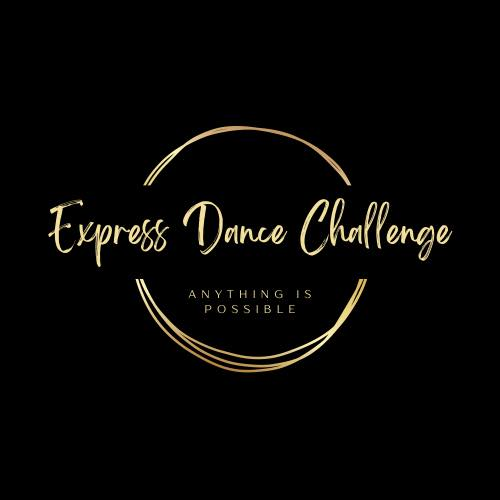 Express Dance Challenge
ANYTHING IS
POSSIBLE